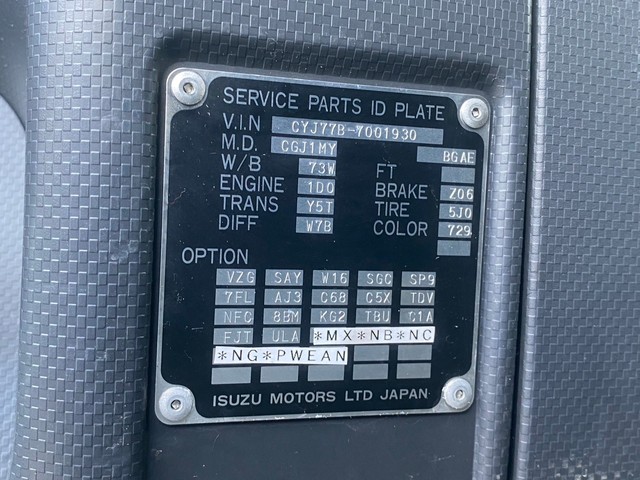 SERVICE PARTS ID PLATE
V.I.N CYJ77B-7001930
M.D. CGJ1MY BGAE
W/B 73W FT
ENGINE 1D0 BRAKE Z06
TRANS Y5T TIRE 5J0
DIFF W7B COLOR 729
OPTION
VZG SAY W16 SGC SP9
7FL AJ3 C68 C5X TDV
NFC 8BM KG2 TBU C1A
FJT ULA *MX*NB*NC
*NG*PWEAN
ISUZU MOTORS LTD JAPAN